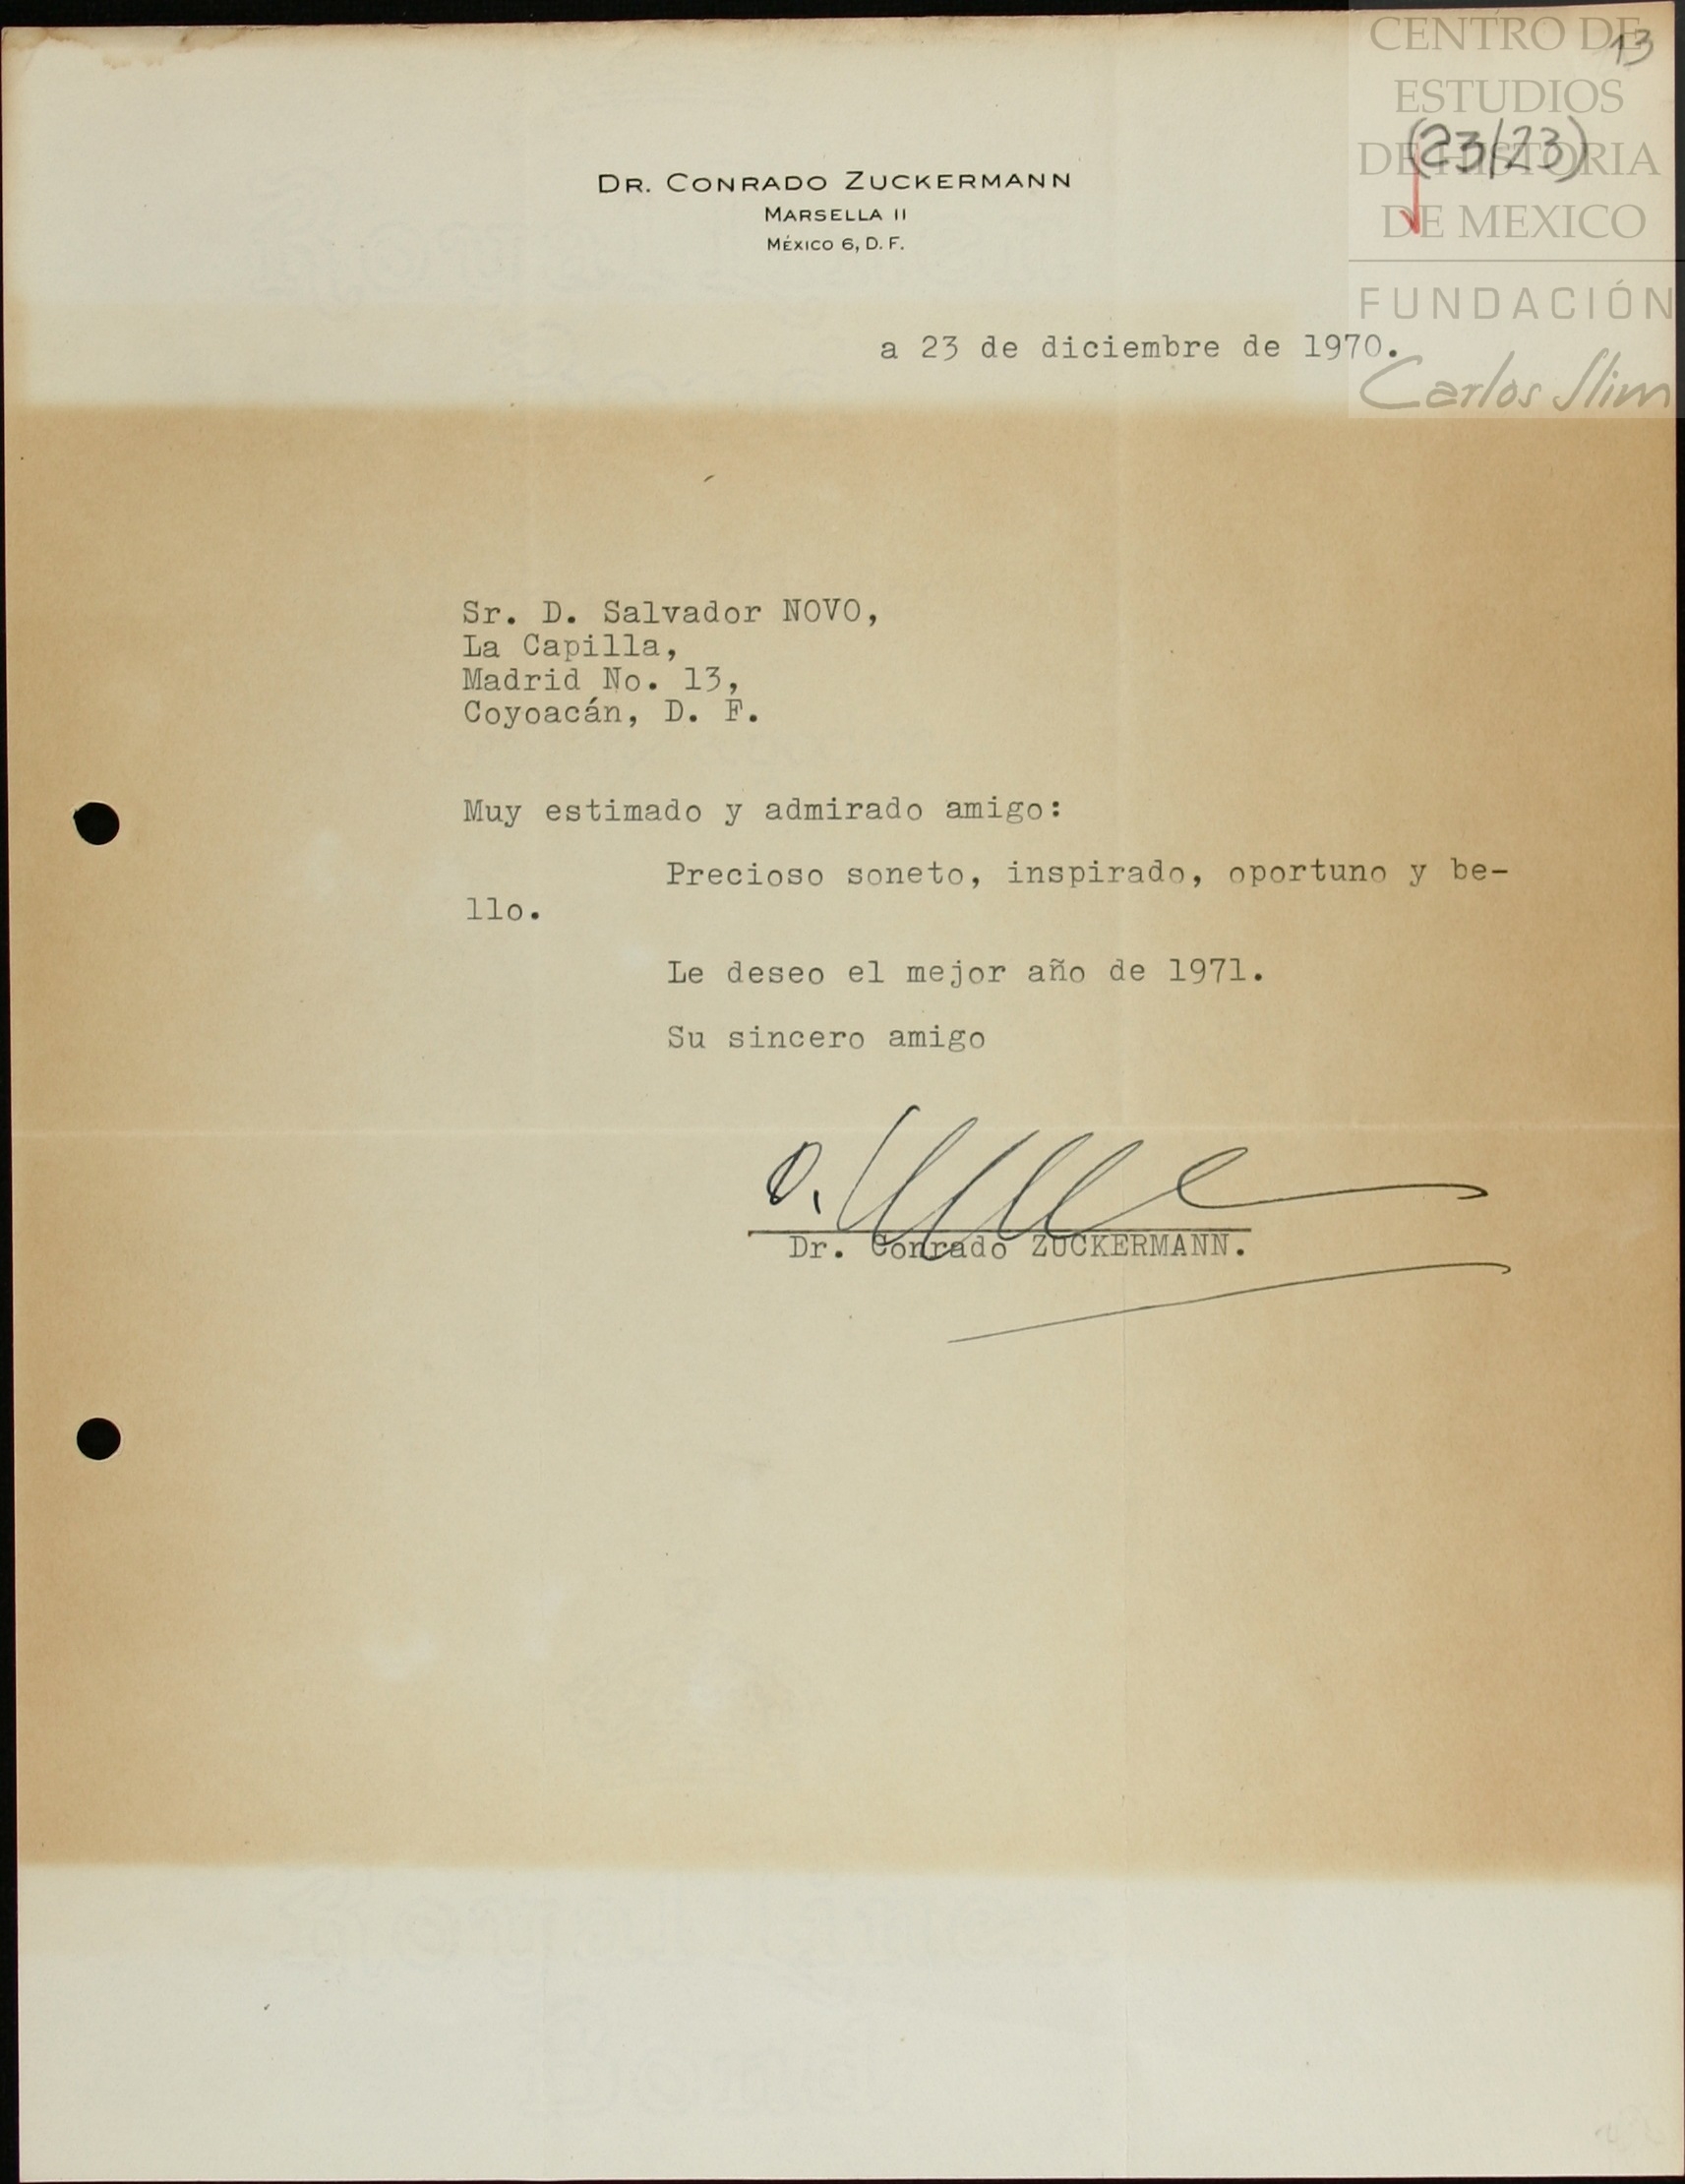 13
CENTRO DE
ESTUDIOS
DE HISTORIA
DE MEXICO
(23/23)
FUNDACIÓN
Carlos Slim
DR. CONRADO ZUCKERMANN
MARSELLA 11
MÉXICO 6, D. F.
a 23 de diciembre de 1970.
Sr. D. Salvador NOVO,
La Capilla,
Madrid No. 13,
Coyoacán, D. F.
Muy estimado y admirado amigo:
Precioso soneto, inspirado, oportuno y be-
llo.
Le deseo el mejor año de 1971.
Su sincero amigo
Dr. Conrado ZUCKERMANN.